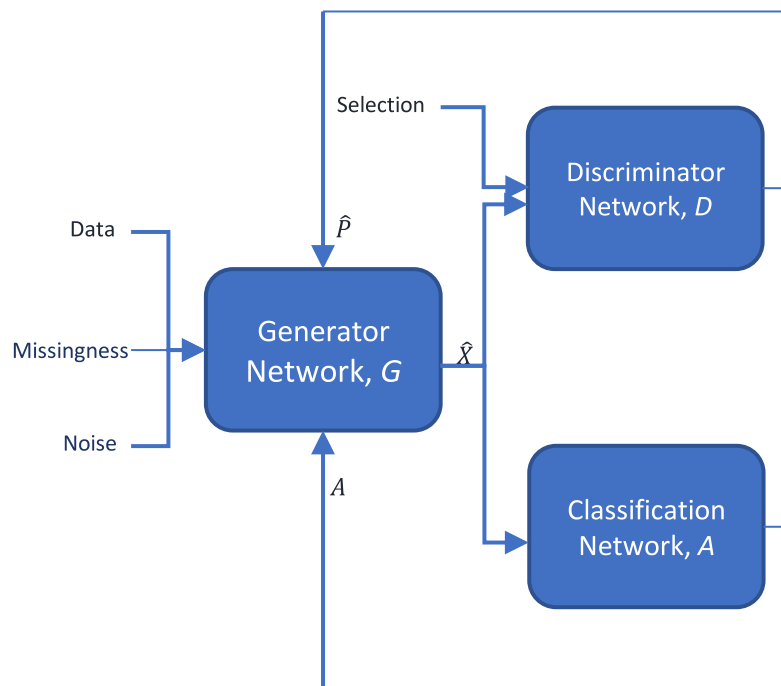 Selection
Discriminator
Network, D
P̂
Data
Generator
Network, G
Missingness
X̂
Noise
A
Classification
Network, A